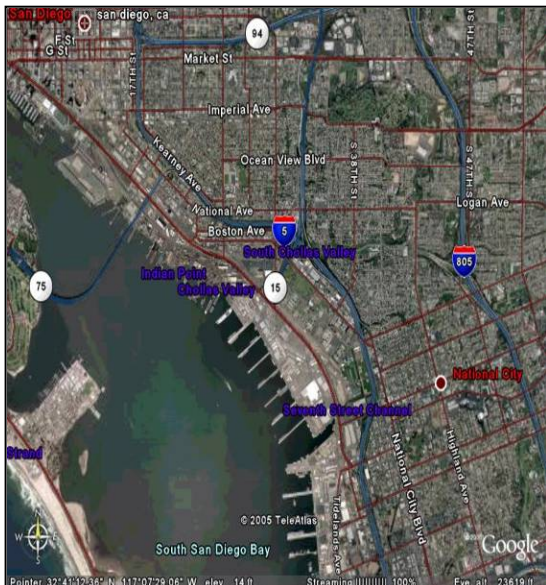 San Diego
san diego, ca
94
47TH St
F St
G St
Market St
17TH St
Imperial Ave
Kearney Ave
Ocean View Blvd
S 38TH ST
S 47TH ST
National Ave
Logan Ave
Boston Ave
5
South Chollas Valley
805
Indian Point
75
Chollas Valley
15
National City
Seventh Street Channel
Strand
National City Blvd
Highland Ave
Tidelands Ave
© 2005 TeleAtlas
N
W E
S
South San Diego Bay
Google
Pointer 32°41'12.36" N 117°07'29.06" W elev 14 ft Streaming |||||||||| 100% Eye alt 23619 ft